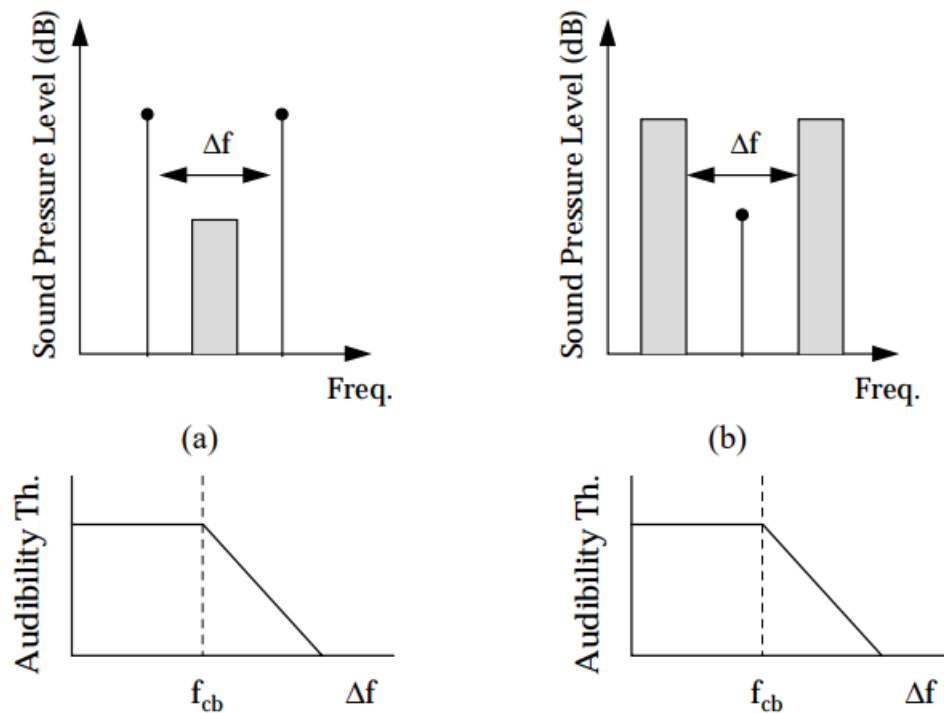 Sound Pressure Level (dB)
Δf
Freq.
(a)
Sound Pressure Level (dB)
Δf
Freq.
(b)
Audibility Th.
f_cb
Δf
Audibility Th.
f_cb
Δf